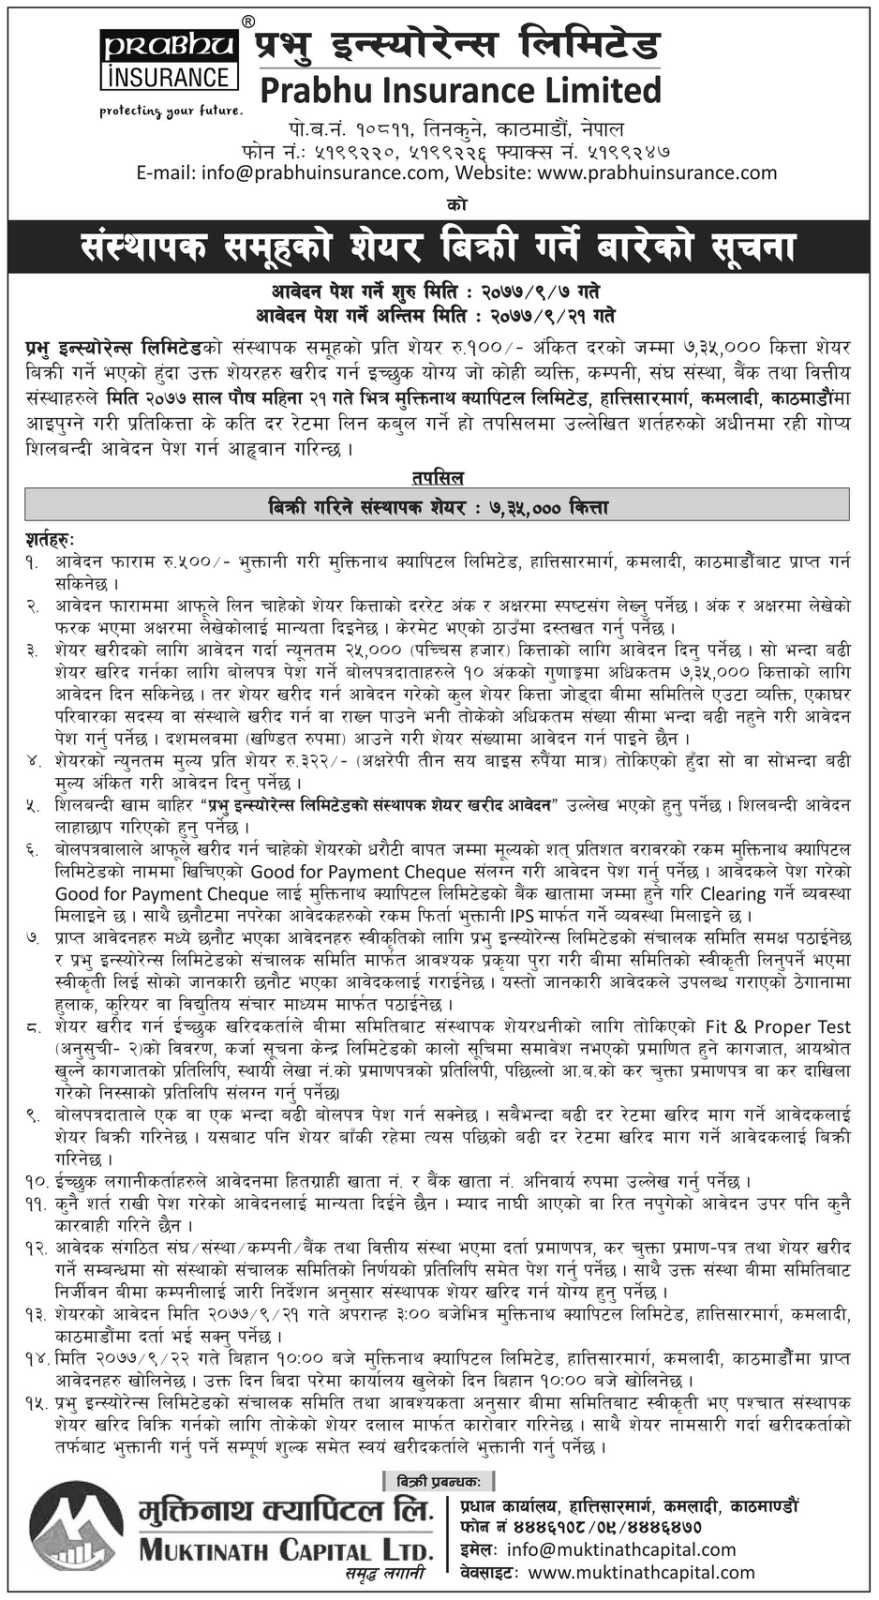 PRABHU
INSURANCE
protecting your future.
®
प्रभु इन्स्योरेन्स लिमिटेड
Prabhu Insurance Limited
पो.ब.नं. १०८११, तिनकुने, काठमाडौं, नेपाल
फोन नं.: ५१९९२२०, ५१९९२२६ फ्याक्स नं. ५१९९२४७
E-mail: info@prabhuinsurance.com, Website: www.prabhuinsurance.com
को
संस्थापक समूहको शेयर बिक्री गर्ने बारेको सूचना
आवेदन पेश गर्ने शुरु मिति : २०७७/९/७ गते
आवेदन पेश गर्ने अन्तिम मिति : २०७७/९/२१ गते
प्रभु इन्स्योरेन्स लिमिटेडको संस्थापक समूहको प्रति शेयर रु.१००/- अंकित दरको जम्मा ७,३५,००० कित्ता शेयर
बिक्री गर्ने भएको हुंदा उक्त शेयरहरु खरीद गर्न इच्छुक योग्य जो कोही व्यक्ति, कम्पनी, संघ संस्था, बैंक तथा वित्तीय
संस्थाहरुले मिति २०७७ साल पौष महिना २१ गते भित्र मुक्तिनाथ क्यापिटल लिमिटेड, हात्तिसारमार्ग, कमलादी, काठमाडौंमा
आइपुग्ने गरी प्रतिकित्ता के कति दर रेटमा लिन कबुल गर्ने हो तपसिलमा उल्लेखित शर्तहरुको अधीनमा रही गोप्य
शिलबन्दी आवेदन पेश गर्न आह्वान गरिन्छ ।
तपसिल
बिक्री गरिने संस्थापक शेयर : ७,३५,००० कित्ता
शर्तहरु:
१. आवेदन फाराम रु.५००/- भुक्तानी गरी मुक्तिनाथ क्यापिटल लिमिटेड, हात्तिसारमार्ग, कमलादी, काठमाडौंबाट प्राप्त गर्न
सकिनेछ ।
२. आवेदन फाराममा आफूले लिन चाहेको शेयर कित्ताको दररेट अंक र अक्षरमा स्पष्टसंग लेख्नु पर्नेछ । अंक र अक्षरमा लेखेको
फरक भएमा अक्षरमा लेखेकोलाई मान्यता दिइनेछ । केरमेट भएको ठाउँमा दस्तखत गर्नु पर्नेछ ।
३. शेयर खरीदको लागि आवेदन गर्दा न्यूनतम २५,००० (पच्चिस हजार) कित्ताको लागि आवेदन दिनु पर्नेछ । सो भन्दा बढी
शेयर खरिद गर्नका लागि बोलपत्र पेश गर्ने बोलपत्रदाताहरुले १० अंकको गुणाङ्कमा अधिकतम ७,३५,००० कित्ताको लागि
आवेदन दिन सकिनेछ । तर शेयर खरीद गर्न आवेदन गरेको कुल शेयर कित्ता जोड्दा बीमा समितिले एउटा व्यक्ति, एकाघर
परिवारका सदस्य वा संस्थाले खरीद गर्न वा राख्न पाउने भनी तोकेको अधिकतम संख्या सीमा भन्दा बढी नहुने गरी आवेदन
पेश गर्नु पर्नेछ । दशमलवमा (खण्डित रुपमा) आउने गरी शेयर संख्यामा आवेदन गर्न पाइने छैन ।
४. शेयरको न्युनतम मुल्य प्रति शेयर रु.३२२/- (अक्षरेपी तीन सय बाइस रुपैंया मात्र) तोकिएको हुँदा सो वा सोभन्दा बढी
मुल्य अंकित गरी आवेदन दिनु पर्नेछ ।
५. शिलबन्दी खाम बाहिर “प्रभु इन्स्योरेन्स लिमिटेडको संस्थापक शेयर खरीद आवेदन” उल्लेख भएको हुनु पर्नेछ । शिलबन्दी आवेदन
लाहाछाप गरिएको हुनु पर्नेछ ।
६. बोलपत्रवालाले आफूले खरीद गर्न चाहेको शेयरको धरौटी वापत जम्मा मूल्यको शत् प्रतिशत वरावरको रकम मुक्तिनाथ क्यापिटल
लिमिटेडको नाममा खिचिएको Good for Payment Cheque संलग्न गरी आवेदन पेश गर्नु पर्नेछ । आवेदकले पेश गरेको
Good for Payment Cheque लाई मुक्तिनाथ क्यापिटल लिमिटेडको बैंक खातामा जम्मा हुने गरि Clearing गर्ने व्यवस्था
मिलाइने छ । साथै छनौटमा नपरेका आवेदकहरुको रकम फिर्ता भुक्तानी IPS मार्फत गर्ने व्यवस्था मिलाइने छ ।
७. प्राप्त आवेदनहरु मध्ये छनौट भएका आवेदनहरु स्वीकृतिको लागि प्रभु इन्स्योरेन्स लिमिटेडको संचालक समिति समक्ष पठाईनेछ
र प्रभु इन्स्योरेन्स लिमिटेडको संचालक समिति मार्फत आवश्यक प्रकृया पुरा गरी बीमा समितिको स्वीकृती लिनुपर्ने भएमा
स्वीकृती लिई सोको जानकारी छनौट भएका आवेदकलाई गराईनेछ । यस्तो जानकारी आवेदकले उपलब्ध गराएको ठेगानामा
हुलाक, कुरियर वा विद्युतिय संचार माध्यम मार्फत पठाईनेछ ।
८. शेयर खरीद गर्न ईच्छुक खरिदकर्ताले बीमा समितिबाट संस्थापक शेयरधनीको लागि तोकिएको Fit & Proper Test
(अनुसुची- २)को विवरण, कर्जा सूचना केन्द्र लिमिटेडको कालो सूचिमा समावेश नभएको प्रमाणित हुने कागजात, आयश्रोत
खुल्ने कागजातको प्रतिलिपि, स्थायी लेखा नं.को प्रमाणपत्रको प्रतिलिपी, पछिल्लो आ.ब.को कर चुक्ता प्रमाणपत्र वा कर दाखिला
गरेको निस्साको प्रतिलिपि संलग्न गर्नु पर्नेछ।
९. बोलपत्रदाताले एक वा एक भन्दा बढी बोलपत्र पेश गर्न सक्नेछ । सबैभन्दा बढी दर रेटमा खरिद माग गर्ने आवेदकलाई
शेयर बिक्री गरिनेछ । यसबाट पनि शेयर बाँकी रहेमा त्यस पछिको बढी दर रेटमा खरिद माग गर्ने आवेदकलाई बिक्री
गरिनेछ ।
१०. ईच्छुक लगानीकर्ताहरुले आवेदनमा हितग्राही खाता नं. र बैंक खाता नं. अनिवार्य रुपमा उल्लेख गर्नु पर्नेछ ।
११. कुनै शर्त राखी पेश गरेको आवेदनलाई मान्यता दिईने छैन । म्याद नाघी आएको वा रित नपुगेको आवेदन उपर पनि कुनै
कारवाही गरिने छैन ।
१२. आवेदक संगठित संघ/संस्था/कम्पनी/बैंक तथा वित्तीय संस्था भएमा दर्ता प्रमाणपत्र, कर चुक्ता प्रमाण-पत्र तथा शेयर खरीद
गर्ने सम्बन्धमा सो संस्थाको संचालक समितिको निर्णयको प्रतिलिपि समेत पेश गर्नु पर्नेछ । साथै उक्त संस्था बीमा समितिबाट
निर्जीवन बीमा कम्पनीलाई जारी निर्देशन अनुसार संस्थापक शेयर खरिद गर्न योग्य हुनु पर्नेछ ।
१३. शेयरको आवेदन मिति २०७७/९/२१ गते अपरान्ह ३:०० बजेभित्र मुक्तिनाथ क्यापिटल लिमिटेड, हात्तिसारमार्ग, कमलादी,
काठमाडौंमा दर्ता भई सक्नु पर्नेछ ।
१४. मिति २०७७/९/२२ गते बिहान १०:०० बजे मुक्तिनाथ क्यापिटल लिमिटेड, हात्तिसारमार्ग, कमलादी, काठमाडौंमा प्राप्त
आवेदनहरु खोलिनेछ । उक्त दिन बिदा परेमा कार्यालय खुलेको दिन बिहान १०:०० बजे खोलिनेछ ।
१५. प्रभु इन्स्योरेन्स लिमिटेडको संचालक समिति तथा आवश्यकता अनुसार बीमा समितिबाट स्वीकृती भए पश्चात संस्थापक
शेयर खरिद विक्रि गर्नको लागि तोकेको शेयर दलाल मार्फत कारोवार गरिनेछ । साथै शेयर नामसारी गर्दा खरीदकर्ताको
तर्फबाट भुक्तानी गर्नु पर्ने सम्पूर्ण शुल्क समेत स्वयं खरीदकर्ताले भुक्तानी गर्नु पर्नेछ ।
बिक्री प्रबन्धक:
मुक्तिनाथ क्यापिटल लि.
MUKTINATH CAPITAL LTD.
समृद्ध लगानी
प्रधान कार्यालय, हात्तिसारमार्ग, कमलादी, काठमाण्डौं
फोन नं ४४४६१०८/०९/४४४६४७०
इमेल: info@muktinathcapital.com
वेवसाइट: www.muktinathcapital.com